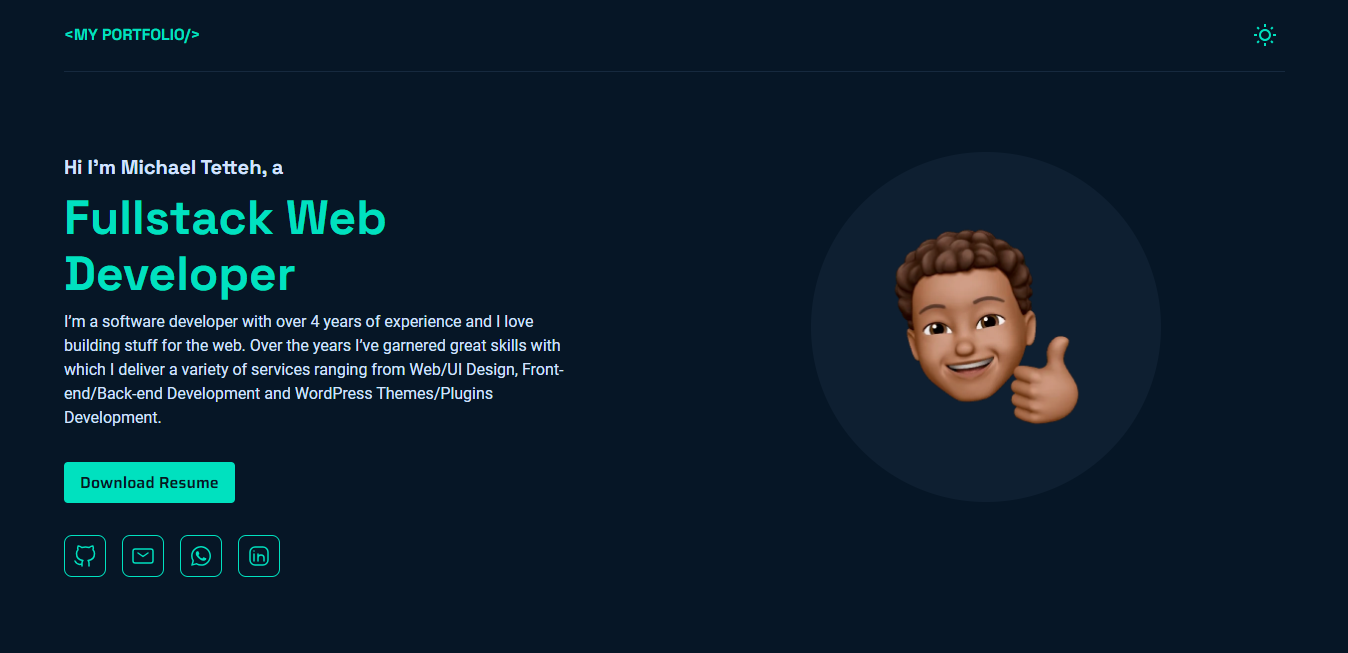 <MY PORTFOLIO/>
Hi I’m Michael Tetteh, a
Fullstack Web
Developer
I’m a software developer with over 4 years of experience and I love
building stuff for the web. Over the years I’ve garnered great skills with
which I deliver a variety of services ranging from Web/UI Design, Front-
end/Back-end Development and WordPress Themes/Plugins
Development.
Download Resume
in